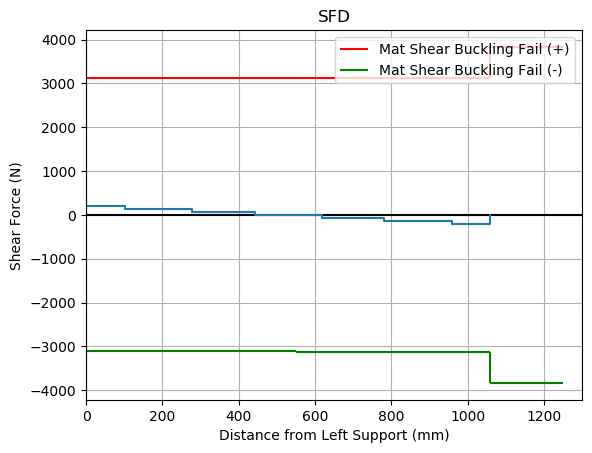 SFD
Mat Shear Buckling Fail (+)
Mat Shear Buckling Fail (-)
Shear Force (N)
4000
3000
2000
1000
0
−1000
−2000
−3000
−4000
0 200 400 600 800 1000 1200
Distance from Left Support (mm)